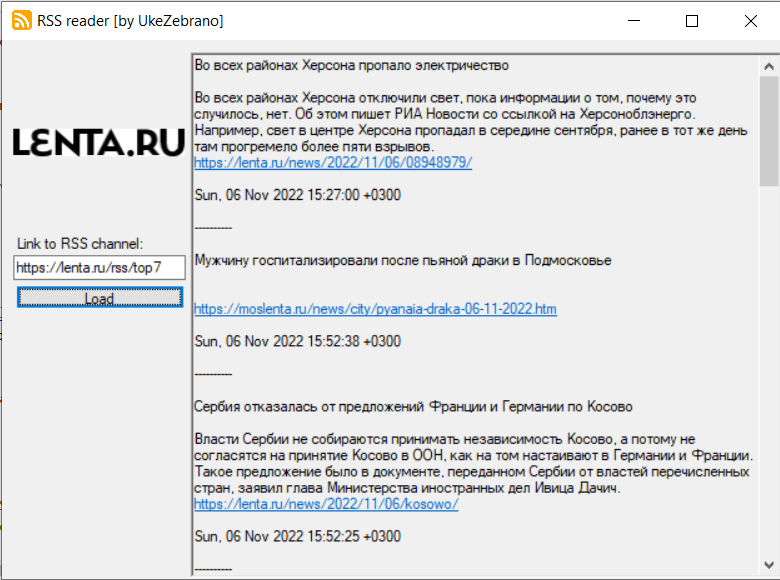 RSS reader [by UkeZebrano]
LENTA.RU
Link to RSS channel:
https://lenta.ru/rss/top7
Load
Во всех районах Херсона пропало электричество
Во всех районах Херсона отключили свет, пока информации о том, почему это
случилось, нет. Об этом пишет РИА Новости со ссылкой на Херсоноблэнерго.
Например, свет в центре Херсона пропадал в середине сентября, ранее в тот же день
там прогремело более пяти взрывов.
https://lenta.ru/news/2022/11/06/08948979/
Sun, 06 Nov 2022 15:27:00 +0300
----------
Мужчину госпитализировали после пьяной драки в Подмосковье
https://moslenta.ru/news/city/pyanaia-draka-06-11-2022.htm
Sun, 06 Nov 2022 15:52:38 +0300
----------
Сербия отказалась от предложений Франции и Германии по Косово
Власти Сербии не собираются принимать независимость Косово, а потому не
согласятся на принятие Косово в ООН, как на том настаивают в Германии и Франции.
Такое предложение было в документе, переданном Сербии от властей перечисленных
стран, заявил глава Министерства иностранных дел Ивица Дачич.
https://lenta.ru/news/2022/11/06/kosowo/
Sun, 06 Nov 2022 15:52:25 +0300
----------